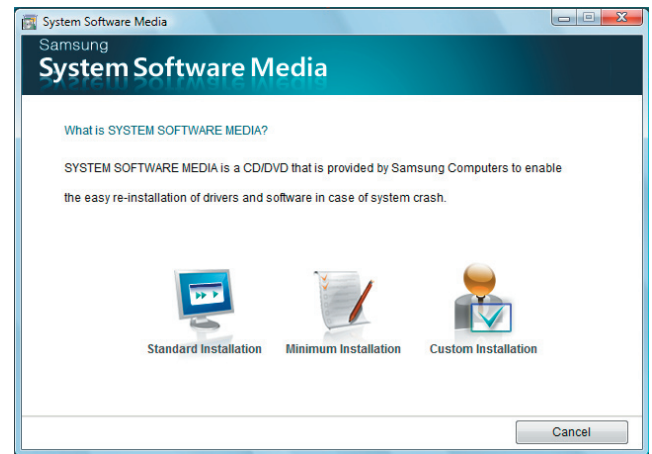 System Software Media
Samsung
System Software Media
What is SYSTEM SOFTWARE MEDIA?
SYSTEM SOFTWARE MEDIA is a CD/DVD that is provided by Samsung Computers to enable
the easy re-installation of drivers and software in case of system crash.
Standard Installation Minimum Installation Custom Installation
Cancel